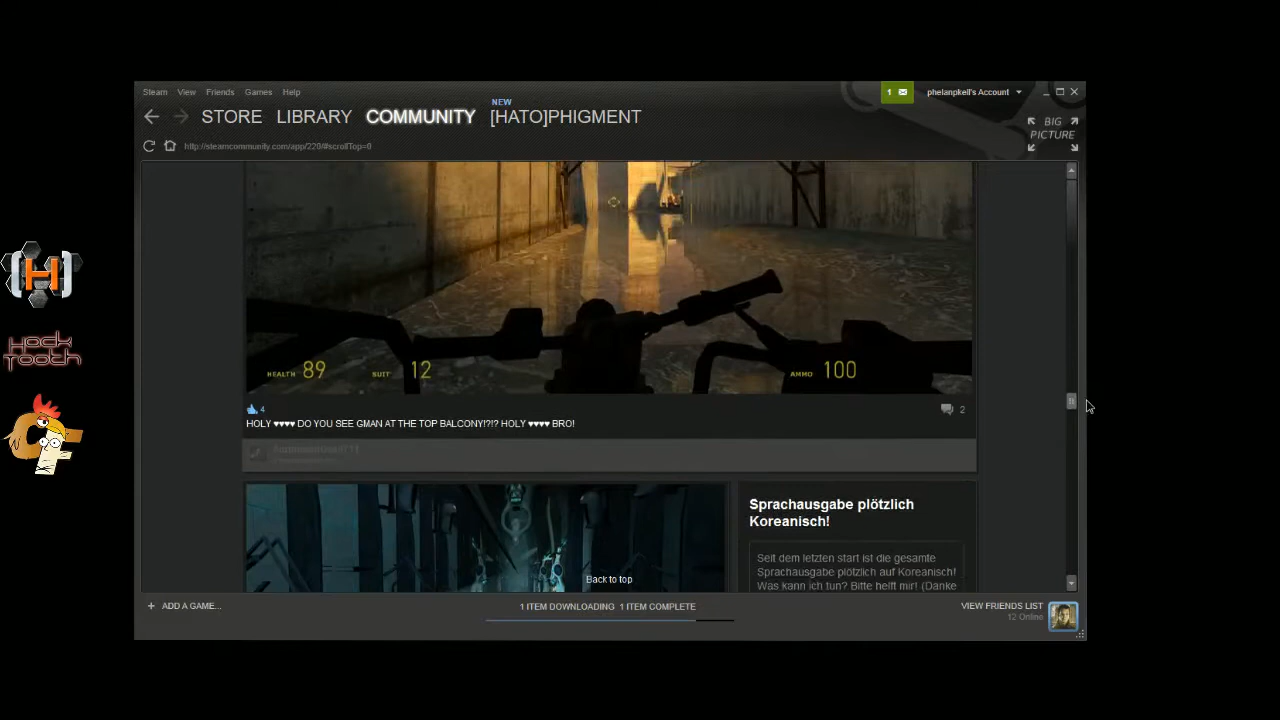 Steam View Friends Games Help
1
phelanpkell's Account
STORE LIBRARY COMMUNITY
NEW
[HATO]PHIGMENT
BIG
PICTURE
http://steamcommunity.com/app/220/#scrollTop=0
[H]
Hock
Tooth
HEALTH 89 SUIT 12 AMMO 100
4
2
HOLY ♥♥♥♥ DO YOU SEE GMAN AT THE TOP BALCONY!?!? HOLY ♥♥♥♥ BRO!
Sprachausgabe plötzlich
Koreanisch!
Seit dem letzten start ist die gesamte
Sprachausgabe plötzlich auf Koreanisch!
Was kann ich tun? Bitte helft mir! (Danke
Back to top
+ ADD A GAME...
1 ITEM DOWNLOADING 1 ITEM COMPLETE
VIEW FRIENDS LIST
12 Online